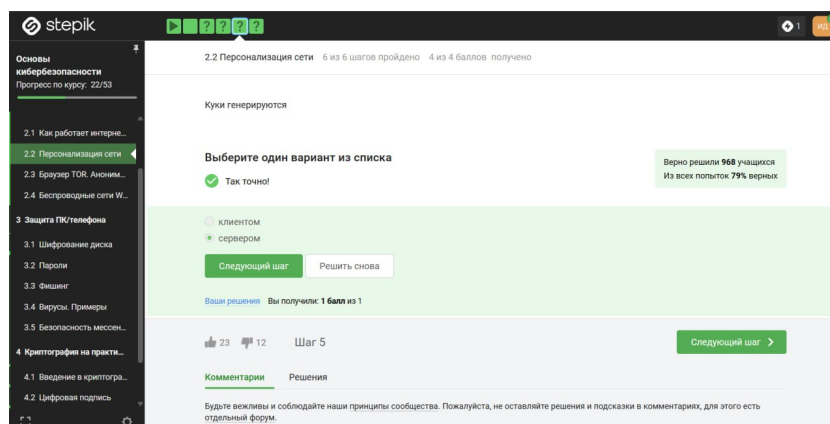 stepik
? ? ? ?
1
ИД
Основы
кибербезопасности
Прогресс по курсу: 22/53
2.1 Как работает интерне...
2.2 Персонализация сети
2.3 Браузер TOR. Аноним...
2.4 Беспроводные сети W...
3 Защита ПК/телефона
3.1 Шифрование диска
3.2 Пароли
3.3 Фишинг
3.4 Вирусы. Примеры
3.5 Безопасность мессен...
4 Криптография на практи...
4.1 Введение в криптогра...
4.2 Цифровая подпись
2.2 Персонализация сети 6 из 6 шагов пройдено 4 из 4 баллов получено
Куки генерируются
Выберите один вариант из списка
Так точно!
Верно решили 968 учащихся
Из всех попыток 79% верных
клиентом
сервером
Следующий шаг Решить снова
Ваши решения Вы получили: 1 балл из 1
23 12 Шаг 5 Следующий шаг
Комментарии Решения
Будьте вежливы и соблюдайте наши принципы сообщества. Пожалуйста, не оставляйте решения и подсказки в комментариях, для этого есть
отдельный форум.